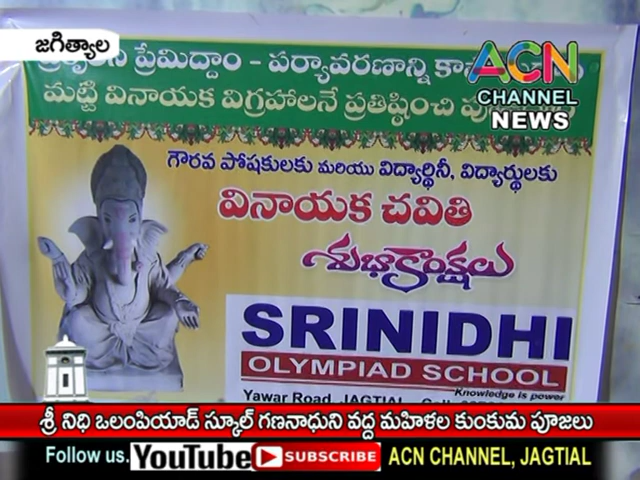 జగిత్యాల
ప్రేమిద్దాం - పర్యావరణాన్ని
ACN
CHANNEL
NEWS
మట్టి వినాయక విగ్రహాలనే ప్రతిష్ఠించి
గౌరవ పోషకులకు మరియు విద్యార్థినీ, విద్యార్థులకు
వినాయక చవితి
శుభాకాంక్షలు
SRINIDHI
OLYMPIAD SCHOOL
Knowledge is power
Yawar Road, JAGTIAL
శ్రీ నిధి ఒలంపియాడ్ స్కూల్ గణనాధుని వద్ద మహిళల కుంకుమ పూజలు
Follow us. YouTube SUBSCRIBE ACN CHANNEL, JAGTIAL